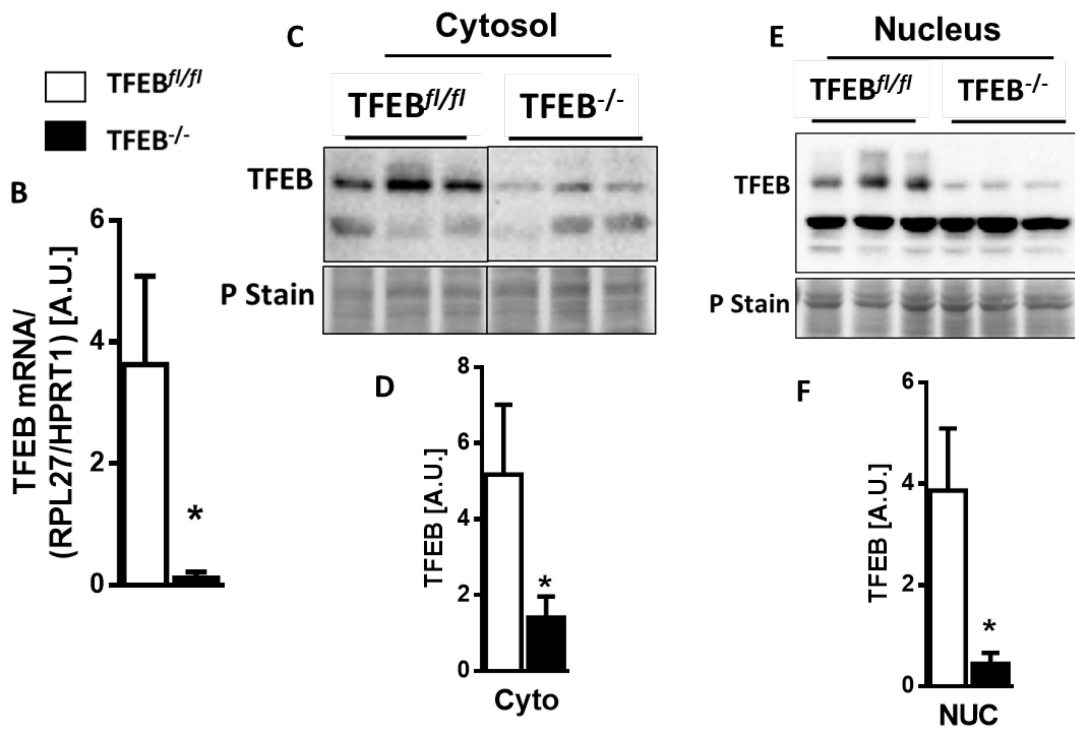 TFEBfl/fl
TFEB-/-
B
TFEB mRNA/
(RPL27/HPRT1) [A.U.]
6
4
2
0
*
C
Cytosol
TFEBfl/fl
TFEB-/-
TFEB
P Stain
D
TFEB [A.U.]
8
6
4
2
0
*
Cyto
E
Nucleus
TFEBfl/fl
TFEB-/-
TFEB
P Stain
F
TFEB [A.U.]
6
4
2
0
*
NUC